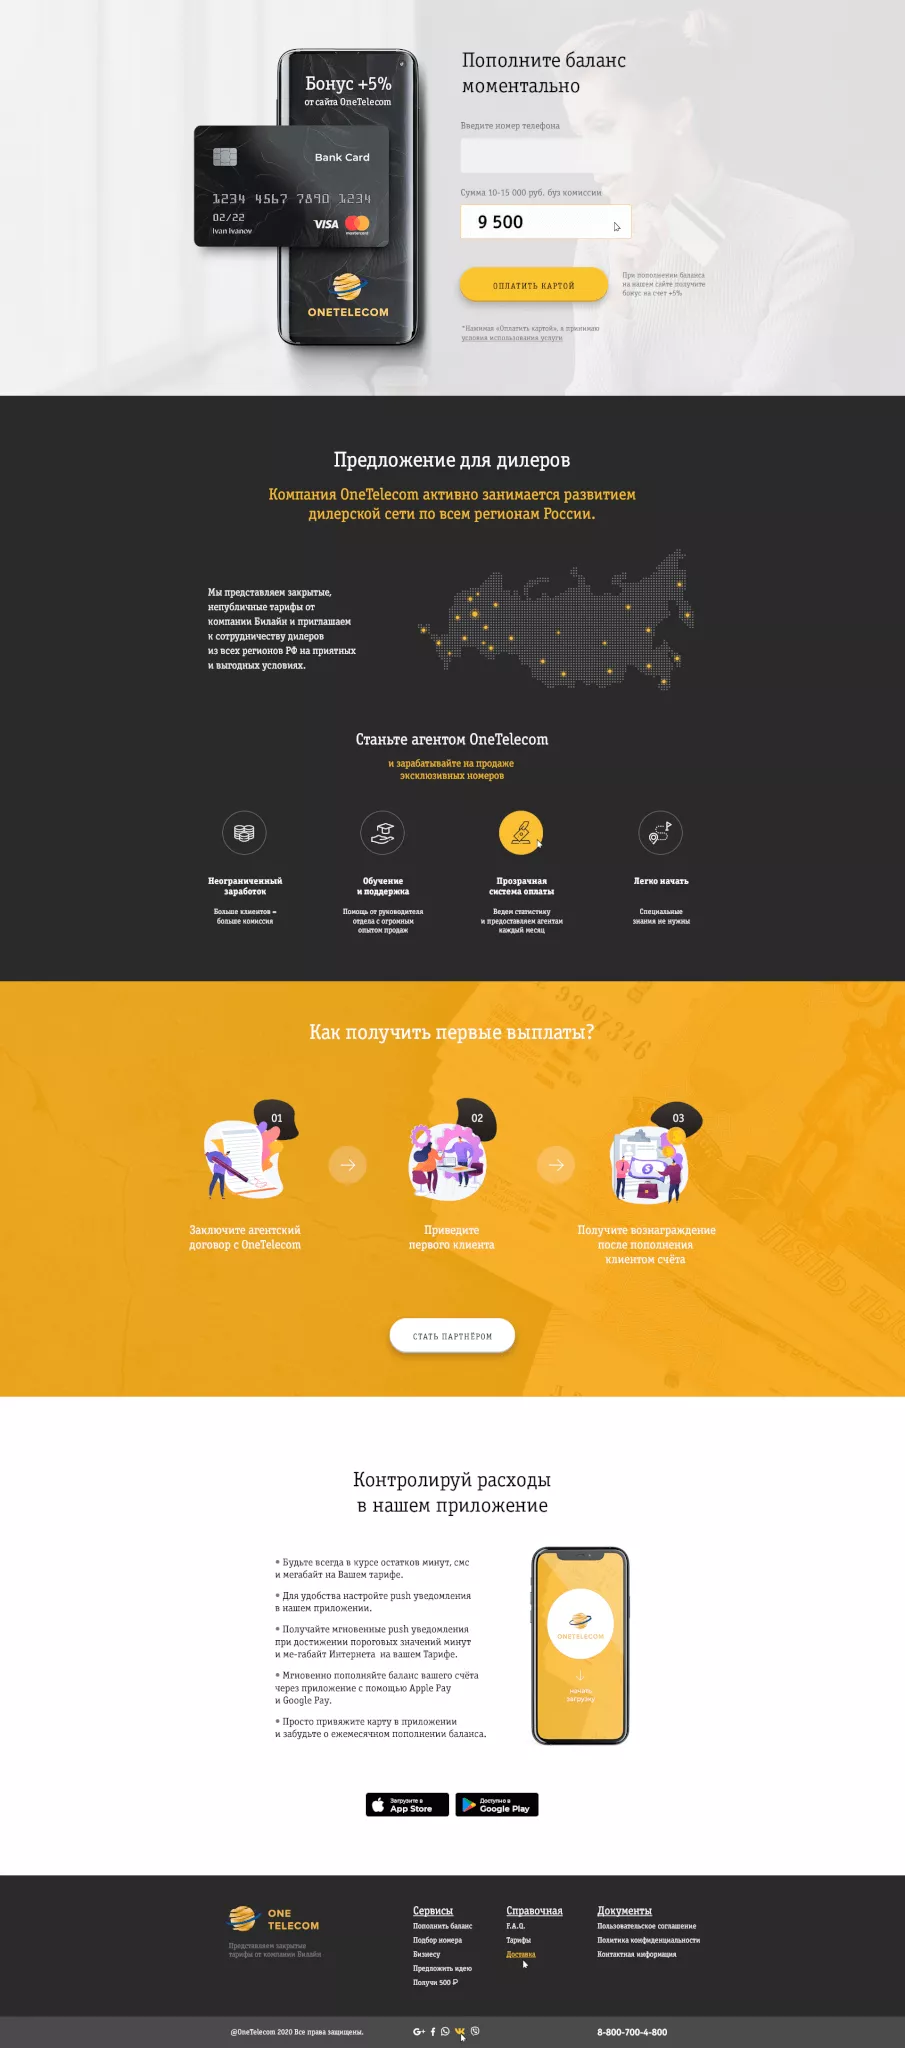 Бонус +5%
от сайта OneTelecom
Bank Card
1234 4567 7890 1234
02/22
Ivan Ivanov
VISA
mastercard
ONETELECOM
Пополните баланс
моментально
Введите номер телефона
Сумма 10-15 000 руб. буз комиссии
9 500
ОПЛАТИТЬ КАРТОЙ
При пополнении баланса
на нашем сайте получите
бонус на счет +5%
*Нажимая «Оплатить картой», я принимаю
условия использования услуги
Предложение для дилеров
Компания OneTelecom активно занимается развитием
дилерской сети по всем регионам России.
Мы представляем закрытые,
непубличные тарифы от
компании Билайн и приглашаем
к сотрудничеству дилеров
из всех регионов РФ на приятных
и выгодных условиях.
Станьте агентом OneTelecom
и зарабатывайте на продаже
эксклюзивных номеров
Неограниченный
заработок
Больше клиентов =
больше комиссия
Обучение
и поддержка
Помощь от руководителя
отдела с огромным
опытом продаж
Прозрачная
система оплаты
Ведем статистику
и предоставляем агентам
каждый месяц
Легко начать
Специальные
знания не нужны
Как получить первые выплаты?
9907346
01
02
03
Заключите агентский
договор с OneTelecom
Приведите
первого клиента
Получите вознаграждение
после пополнения
клиентом счёта
ПЯТЬ
СТАТЬ ПАРТНЁРОМ
Контролируй расходы
в нашем приложение
• Будьте всегда в курсе остатков минут, смс
и мегабайт на Вашем тарифе.
• Для удобства настройте push уведомления
в нашем приложении.
• Получайте мгновенные push уведомления
при достижении пороговых значений минут
и ме-габайт Интернета на вашем Тарифе.
• Мгновенно пополняйте баланс вашего счёта
через приложение с помощью Apple Pay
и Google Pay.
• Просто привяжите карту в приложении
и забудьте о ежемесячном пополнении баланса.
ONETELECOM
начать
загрузку
Загрузите в
App Store
Доступно в
Google Play
ONE
TELECOM
Представляем закрытые
тарифы от компании Билайн
Сервисы
Пополнить баланс
Подбор номера
Бизнесу
Предложить идею
Получи 500 ₽
Справочная
F.A.Q.
Тарифы
Доставка
Документы
Пользовательское соглашение
Политика конфиденциальности
Контактная информация
@OneTelecom 2020 Все права защищены.
G+
8-800-700-4-800